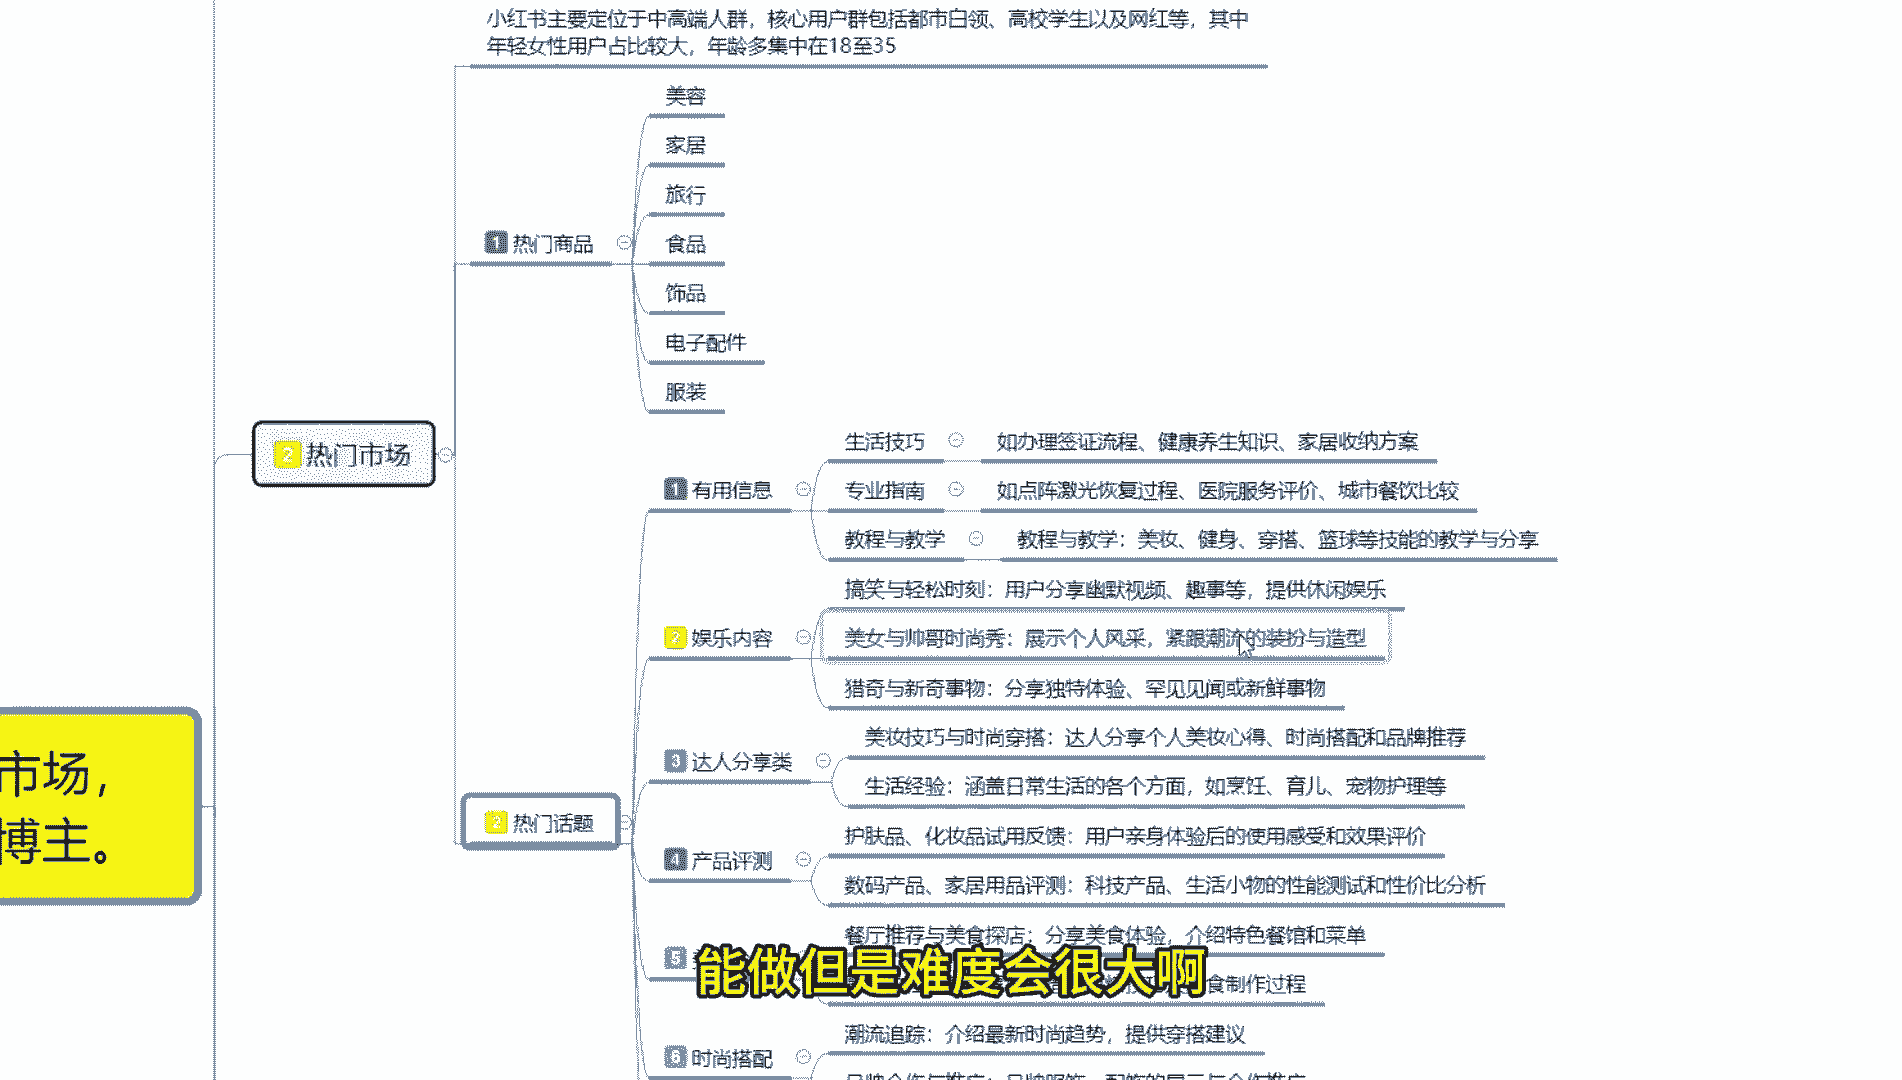 小红书主要定位于中高端人群，核心用户群包括都市白领、高校学生以及网红等，其中
年轻女性用户占比较大，年龄多集中在18至35
美容
家居
旅行
1 热门商品
食品
饰品
电子配件
服装
2 热门市场
生活技巧
如办理签证流程、健康养生知识、家居收纳方案
1 有用信息
专业指南
如点阵激光恢复过程、医院服务评价、城市餐饮比较
教程与教学
教程与教学：美妆、健身、穿搭、篮球等技能的教学与分享
搞笑与轻松时刻：用户分享幽默视频、趣事等，提供休闲娱乐
2 娱乐内容
美女与帅哥时尚秀：展示个人风采，紧跟潮流的装扮与造型
猎奇与新奇事物：分享独特体验、罕见见闻或新鲜事物
美妆技巧与时尚穿搭：达人分享个人美妆心得、时尚搭配和品牌推荐
3 达人分享类
生活经验：涵盖日常生活的各个方面，如烹饪、育儿、宠物护理等
市场，
博主。
2 热门话题
护肤品、化妆品试用反馈：用户亲身体验后的使用感受和效果评价
4 产品评测
数码产品、家居用品评测：科技产品、生活小物的性能测试和性价比分析
餐厅推荐与美食探店：分享美食体验，介绍特色餐馆和菜单
5
食制作过程
能做但是难度会很大啊
潮流追踪：介绍最新时尚趋势，提供穿搭建议
6 时尚搭配